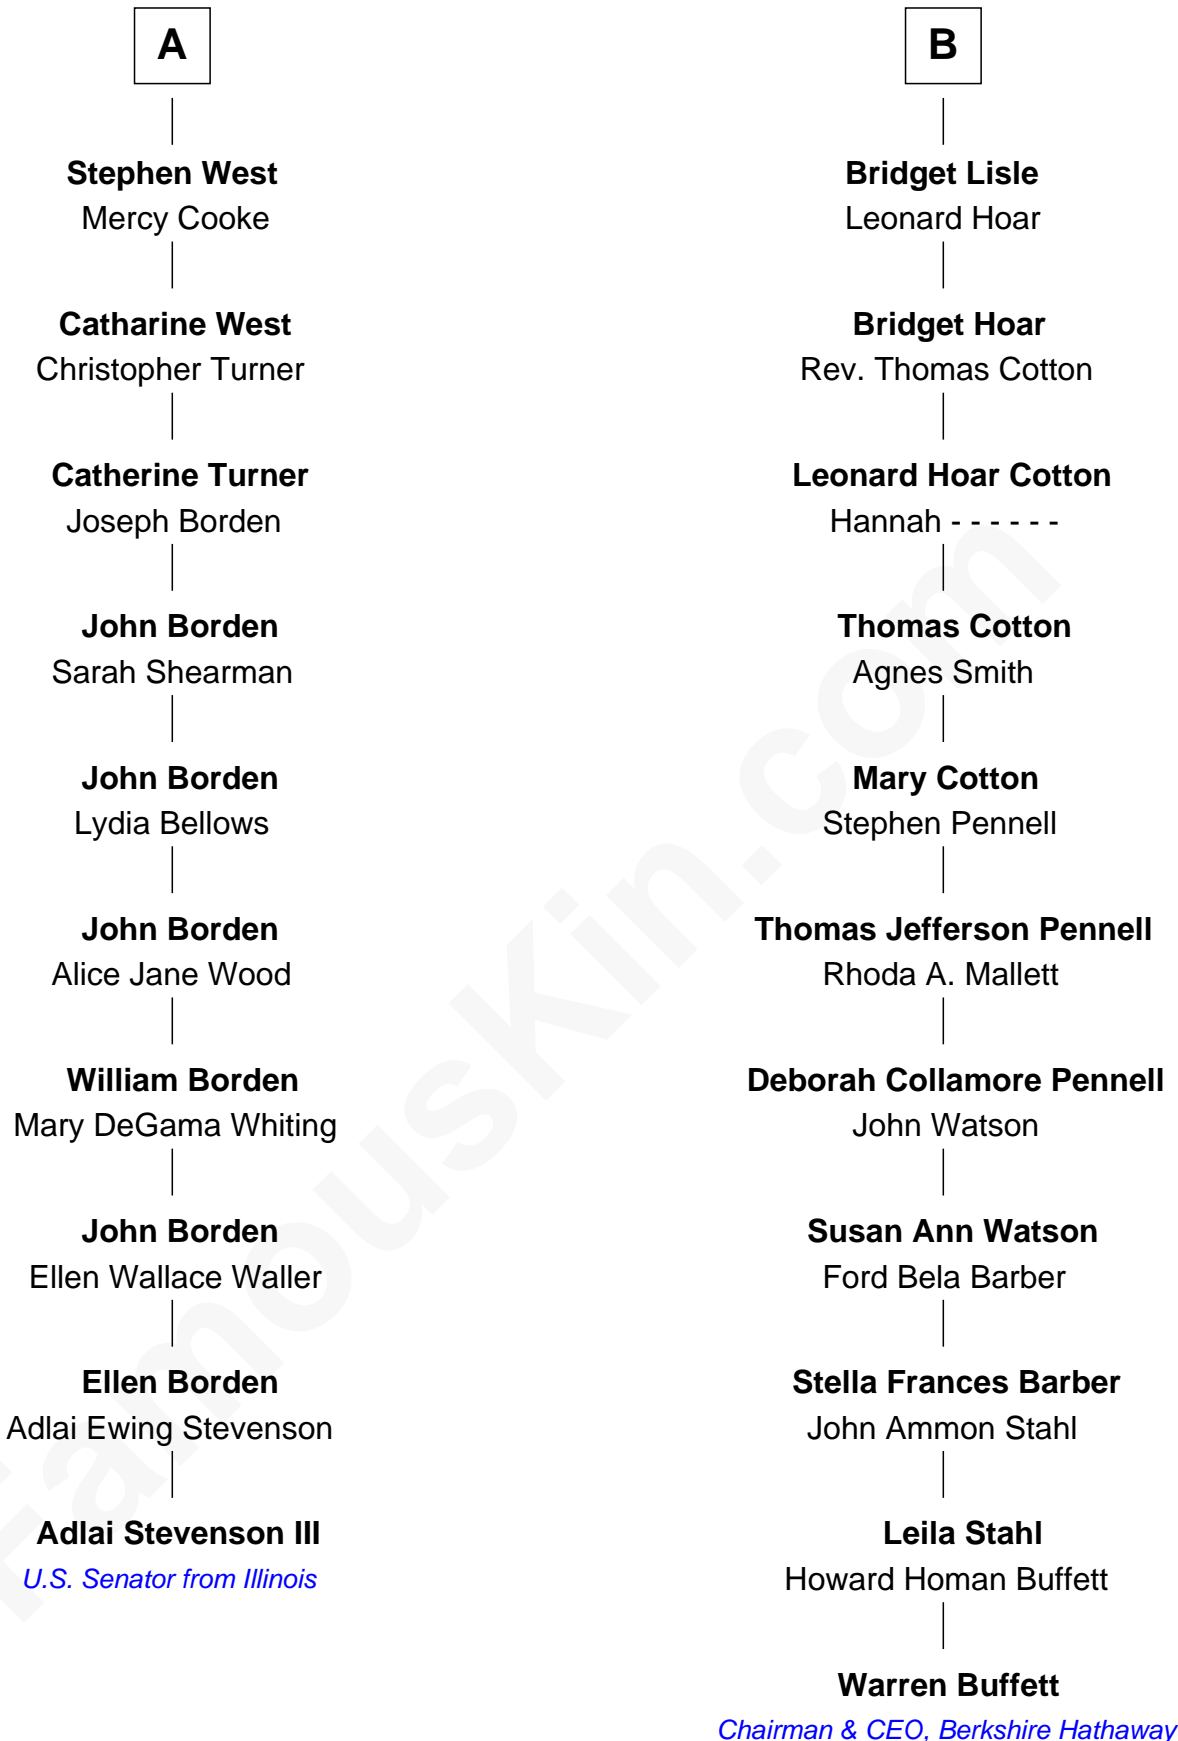 A
Stephen West
Mercy Cooke
Catharine West
Christopher Turner
Catherine Turner
Joseph Borden
John Borden
Sarah Shearman
John Borden
Lydia Bellows
John Borden
Alice Jane Wood
William Borden
Mary DeGama Whiting
John Borden
Ellen Wallace Waller
Ellen Borden
Adlai Ewing Stevenson
Adlai Stevenson III
U.S. Senator from Illinois
B
Bridget Lisle
Leonard Hoar
Bridget Hoar
Rev. Thomas Cotton
Leonard Hoar Cotton
Hannah - - - - - -
Thomas Cotton
Agnes Smith
Mary Cotton
Stephen Pennell
Thomas Jefferson Pennell
Rhoda A. Mallett
Deborah Collamore Pennell
John Watson
Susan Ann Watson
Ford Bela Barber
Stella Frances Barber
John Ammon Stahl
Leila Stahl
Howard Homan Buffett
Warren Buffett
Chairman & CEO, Berkshire Hathaway
FamousKin.com